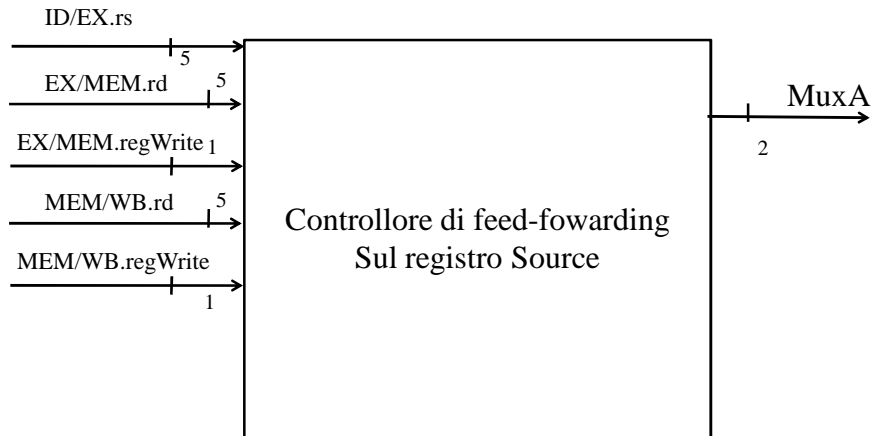 ID/EX.rs
5
EX/MEM.rd
5
EX/MEM.regWrite
1
MEM/WB.rd
5
MEM/WB.regWrite
1
Controllore di feed-fowarding
Sul registro Source
MuxA
2